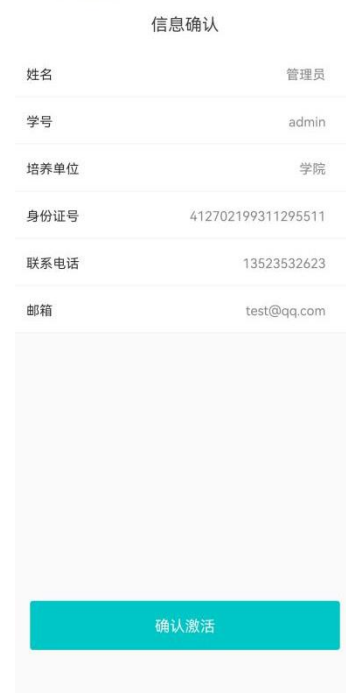 信息确认
姓名 管理员
学号 admin
培养单位 学院
身份证号 412702199311295511
联系电话 13523532623
邮箱 test@qq.com
确认激活